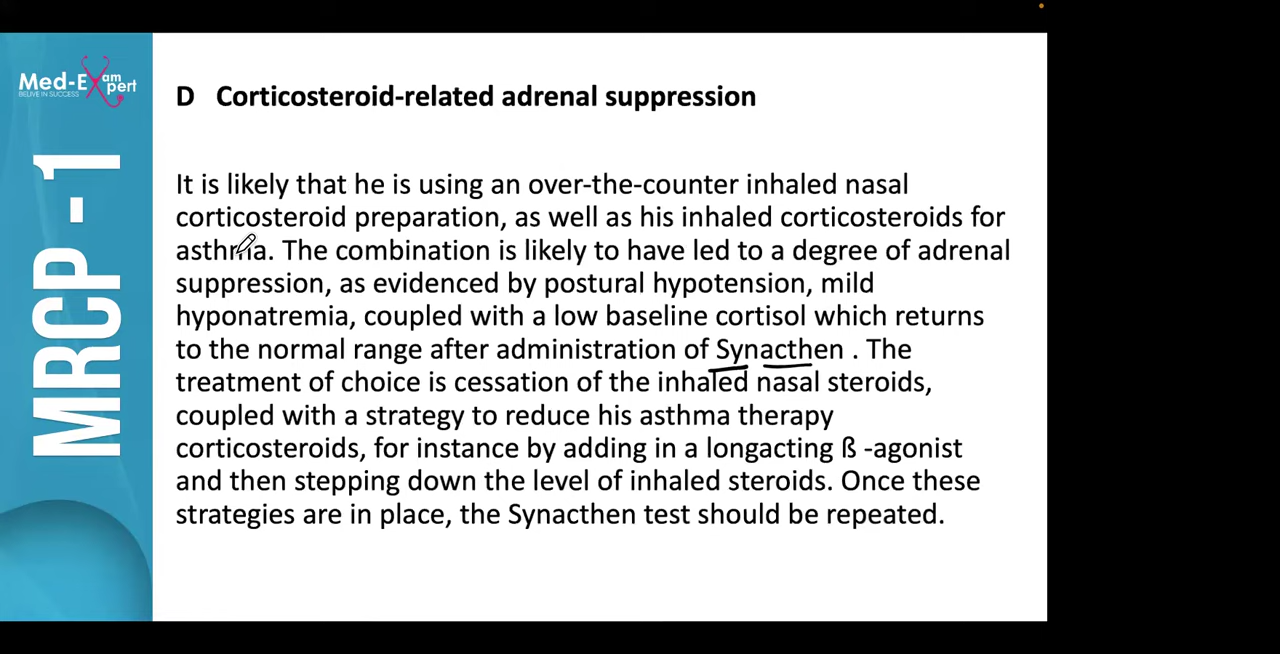 Med-Exam
pert
BELIVE IN SUCCESS
MRCP - 1
D Corticosteroid-related adrenal suppression
It is likely that he is using an over-the-counter inhaled nasal
corticosteroid preparation, as well as his inhaled corticosteroids for
asthma. The combination is likely to have led to a degree of adrenal
suppression, as evidenced by postural hypotension, mild
hyponatremia, coupled with a low baseline cortisol which returns
to the normal range after administration of Synacthen . The
treatment of choice is cessation of the inhaled nasal steroids,
coupled with a strategy to reduce his asthma therapy
corticosteroids, for instance by adding in a longacting ß -agonist
and then stepping down the level of inhaled steroids. Once these
strategies are in place, the Synacthen test should be repeated.